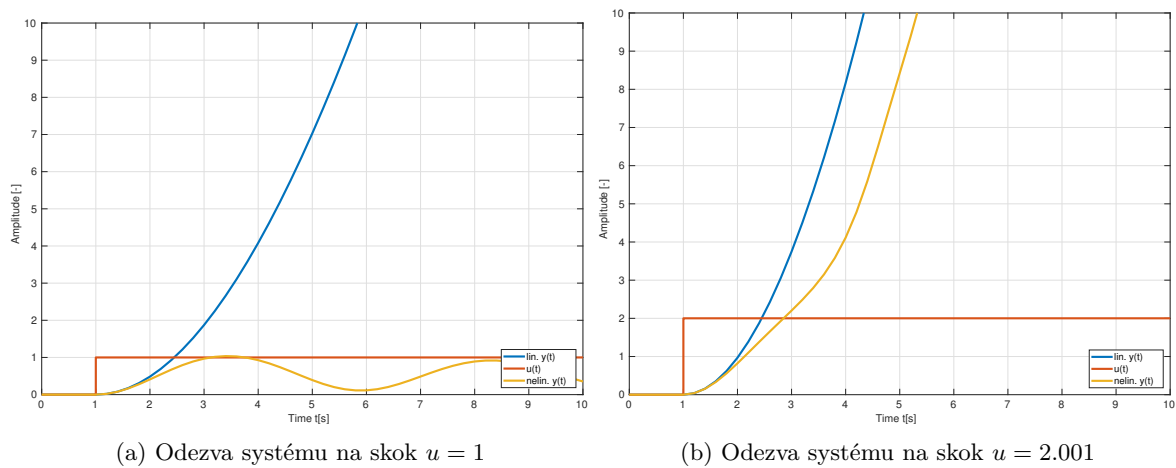 10
9
8
7
6
5
4
3
2
1
0
Amplitude [-]
0 1 2 3 4 5 6 7 8 9 10
Time t[s]
lin. y(t)
u(t)
nelin. y(t)
(a) Odezva systému na skok u = 1
10
9
8
7
6
5
4
3
2
1
0
Amplitude [-]
0 1 2 3 4 5 6 7 8 9 10
Time t[s]
lin. y(t)
u(t)
nelin. y(t)
(b) Odezva systému na skok u = 2.001